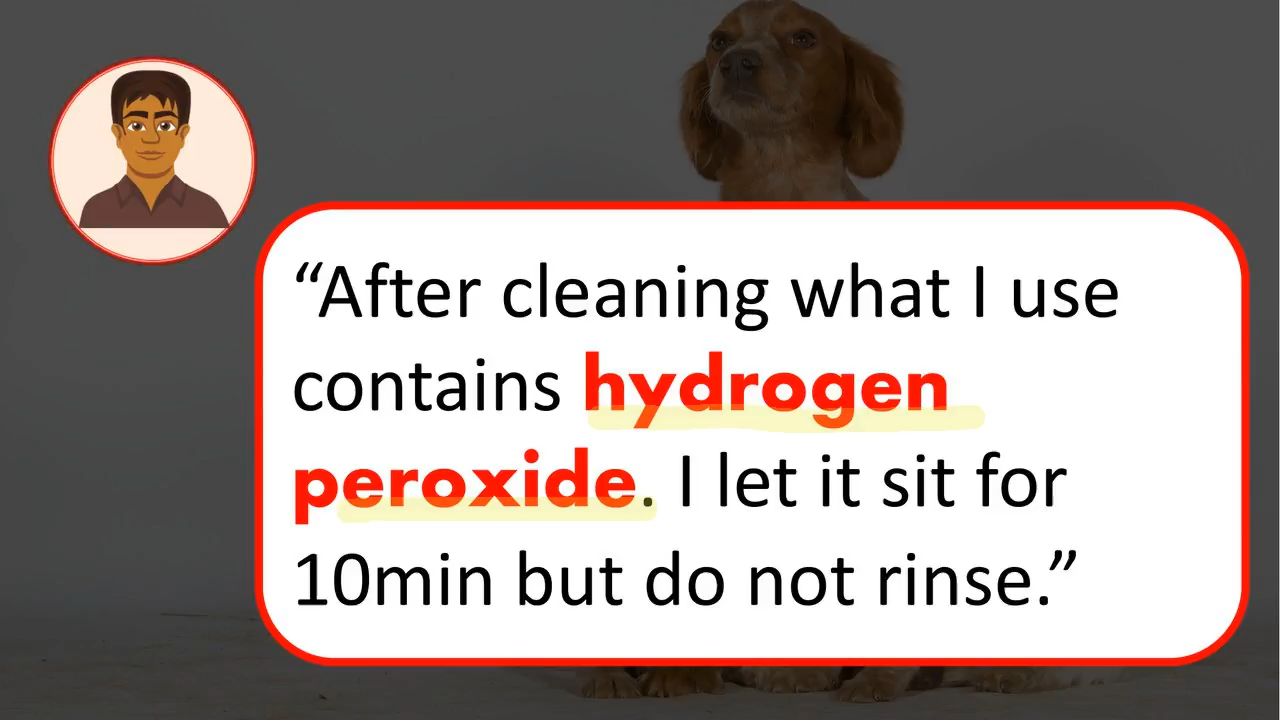 “After cleaning what I use
contains hydrogen
peroxide. I let it sit for
10min but do not rinse.”